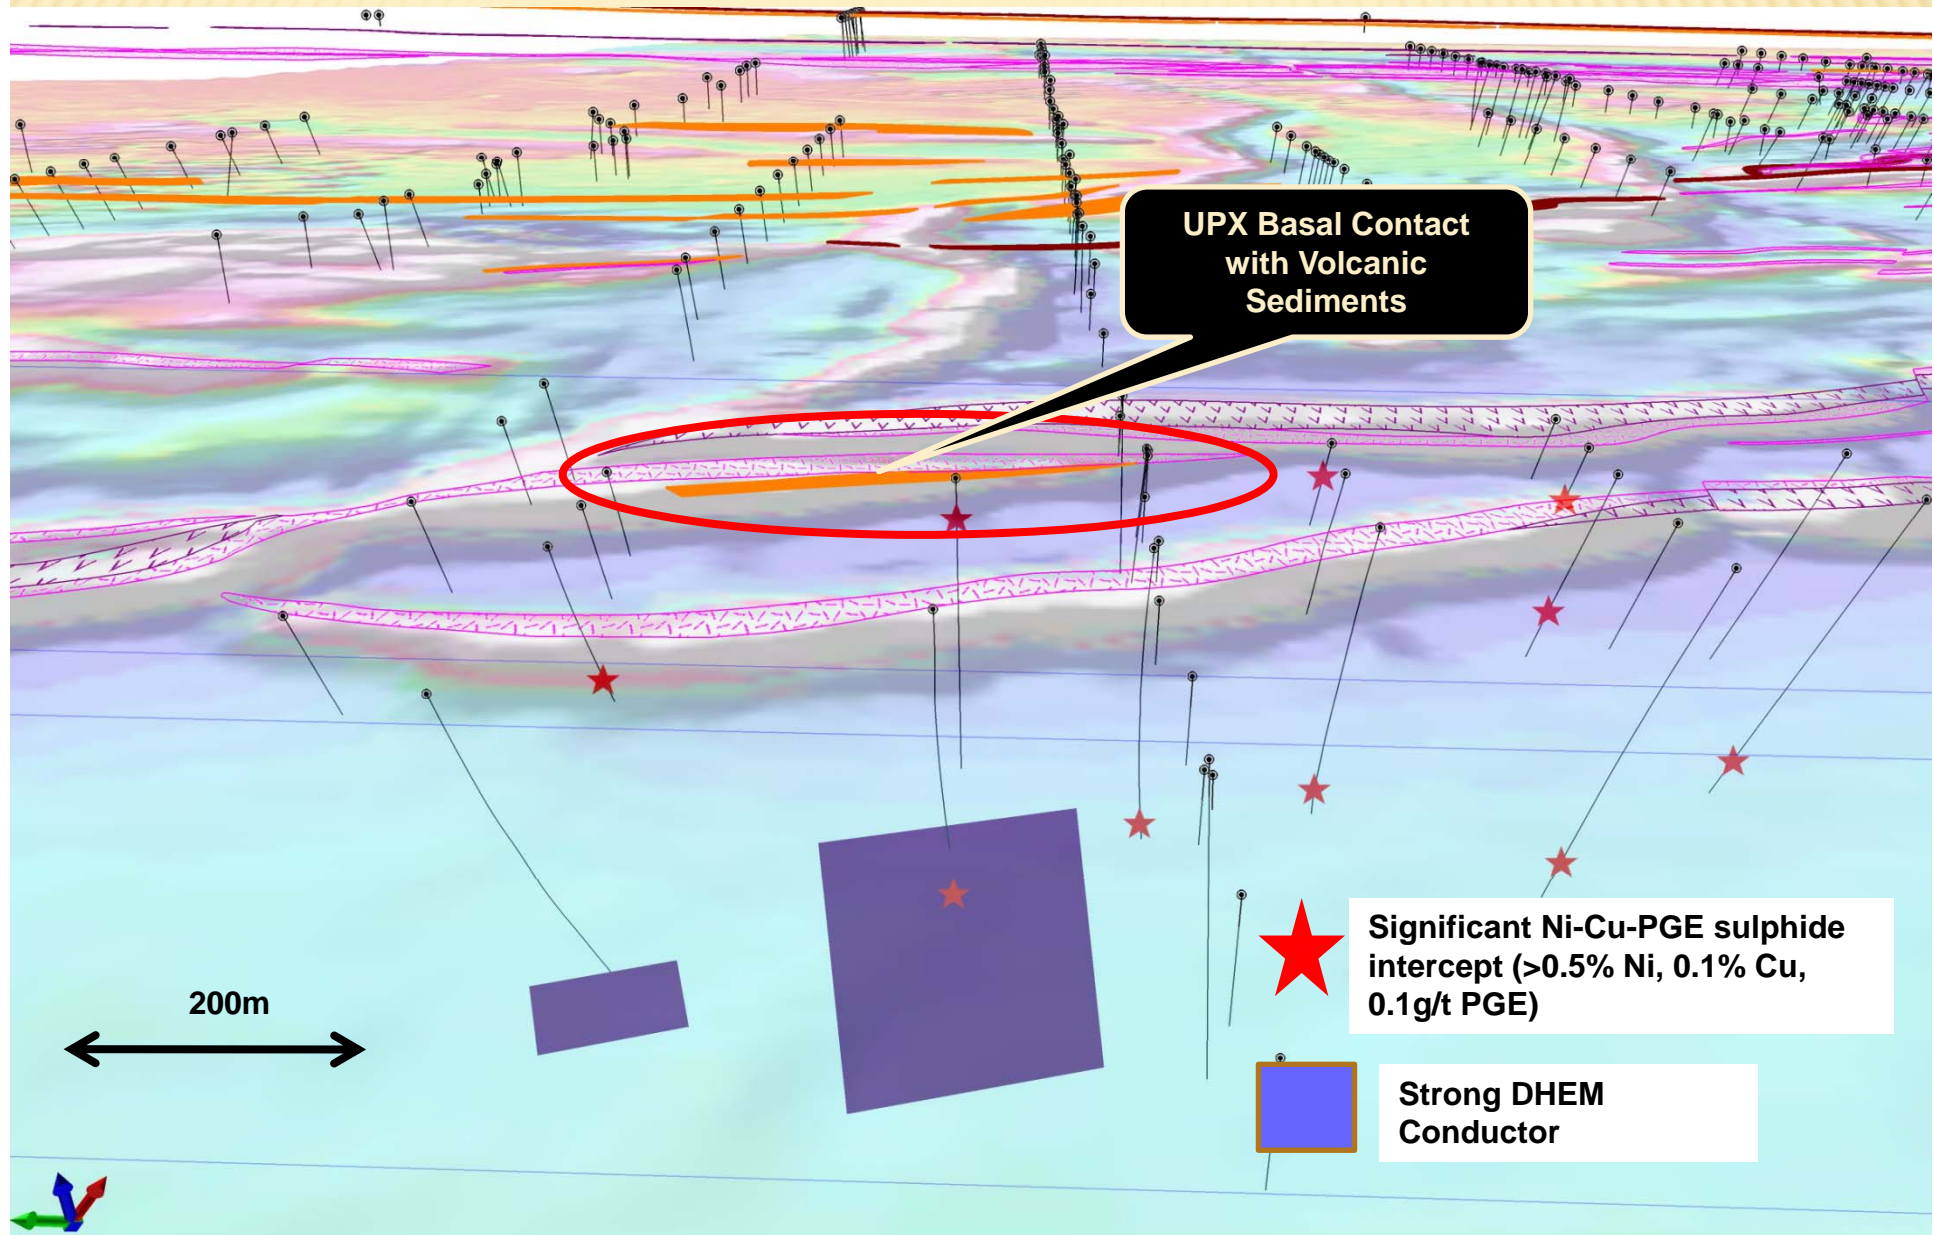 UPX Basal Contact
with Volcanic
Sediments
200m
Significant Ni-Cu-PGE sulphide
intercept (>0.5% Ni, 0.1% Cu,
0.1g/t PGE)
Strong DHEM
Conductor